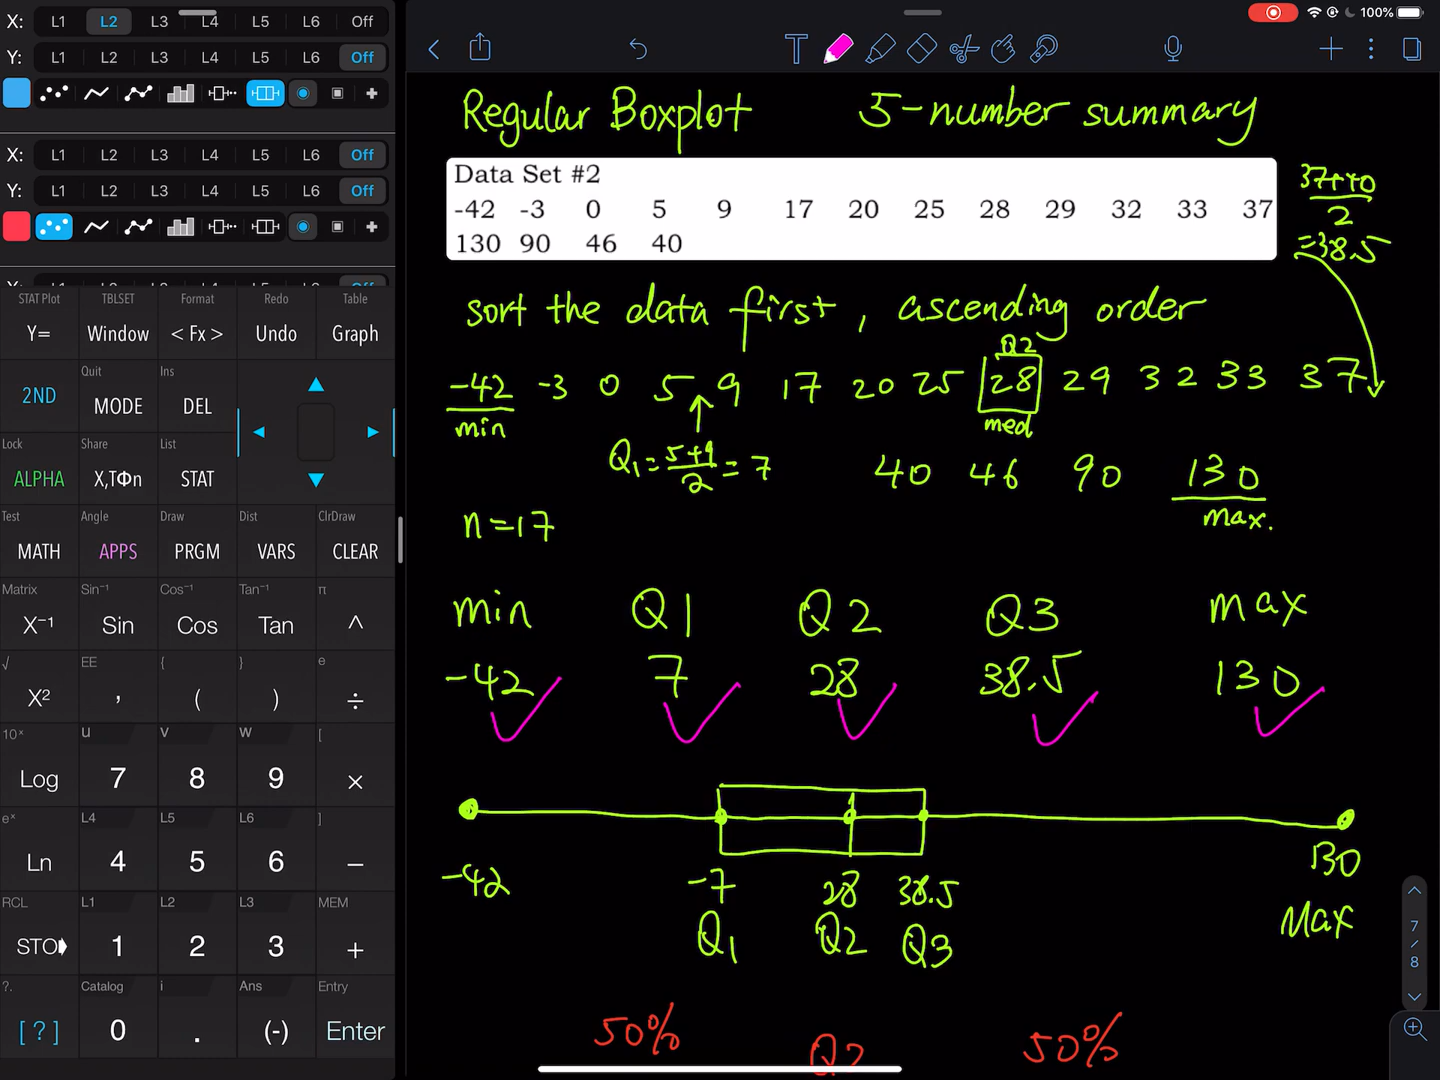 X: L1 L2 L3 L4 L5 L6 Off
Y: L1 L2 L3 L4 L5 L6 Off
X: L1 L2 L3 L4 L5 L6 Off
Y: L1 L2 L3 L4 L5 L6 Off
STAT Plot TBLSET Format Redo Table
Y= Window < Fx > Undo Graph
Quit Ins
2ND MODE DEL
Lock Share List
ALPHA X,TΦn STAT
Test Angle Draw Dist ClrDraw
MATH APPS PRGM VARS CLEAR
Matrix Sin⁻¹ Cos⁻¹ Tan⁻¹ π
X⁻¹ Sin Cos Tan ^
√ EE { } e
X² , ( ) ÷
10ˣ u v w [
Log 7 8 9 ×
eˣ L4 L5 L6 ]
Ln 4 5 6 −
RCL L1 L2 L3 MEM
STO 1 2 3 +
?. Catalog i Ans Entry
[ ? ] 0 . (-) Enter
100%
Regular Boxplot 5-number summary
Data Set #2
-42 -3 0 5 9 17 20 25 28 29 32 33 37
130 90 46 40
37+40
2
=38.5
sort the data first, ascending order
Q2
-42 -3 0 5 9 17 20 25 28 29 32 33 37
min med
Q1 = 5+9/2 = 7
40 46 90 130
max.
n=17
min Q1 Q2 Q3 max
-42 7 28 38.5 130
-42 -7 28 38.5 130
Q1 Q2 Q3 Max
50% Q2 50%
7
/
8